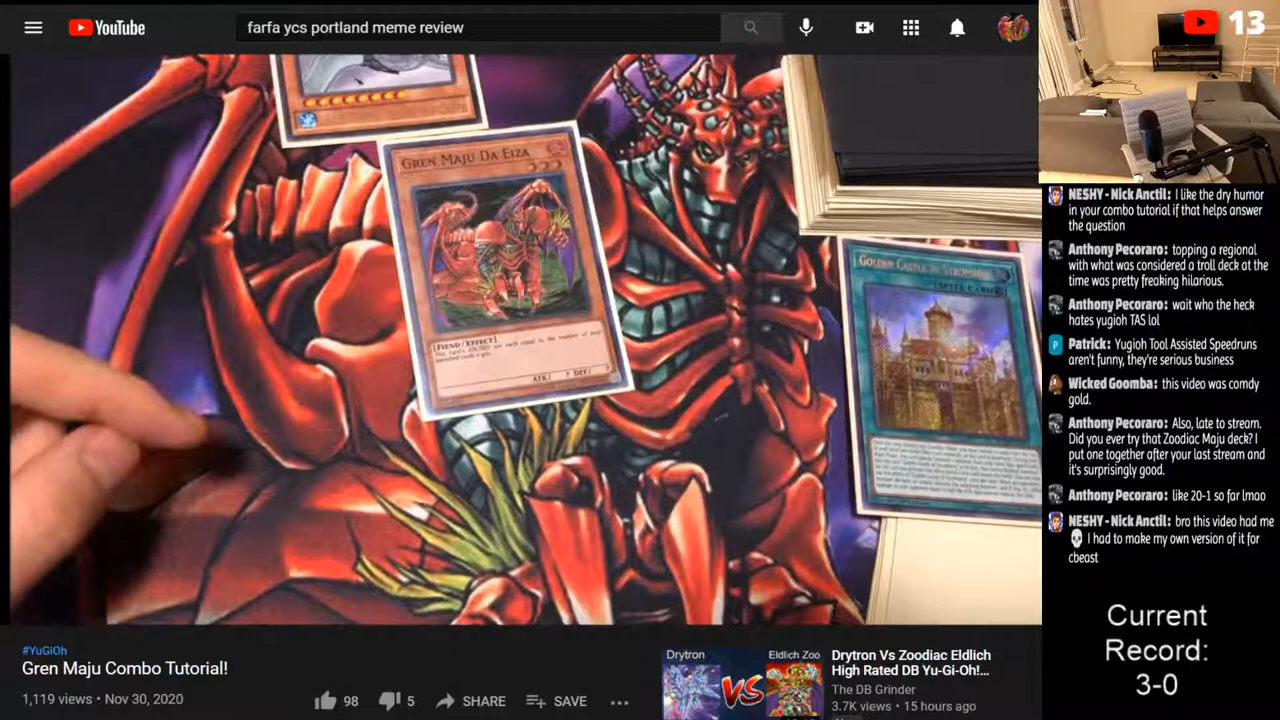 YouTube
farfa ycs portland meme review
13
GREN MAJU DA EIZA
[FIEND/EFFECT]
ATK/ ? DEF/ ?
GOLDEN CASTLE OF STROMBERG
SPELL CARD
#YuGiOh
Gren Maju Combo Tutorial!
1,119 views • Nov 30, 2020
98
5
SHARE
SAVE
Drytron
VS
Eldlich Zoo
Drytron Vs Zoodiac Eldlich
High Rated DB Yu-Gi-Oh!...
The DB Grinder
3.7K views • 15 hours ago
NESHY - Nick Anctil: I like the dry humor
in your combo tutorial if that helps answer
the question
Anthony Pecoraro: topping a regional
with what was considered a troll deck at the
time was pretty freaking hilarious.
Anthony Pecoraro: wait who the heck
hates yugioh TAS lol
P
Patrick: Yugioh Tool Assisted Speedruns
aren't funny, they're serious business
Wicked Goomba: this video was comdy
gold.
Anthony Pecoraro: Also, late to stream.
Did you ever try that Zoodiac Maju deck? I
put one together after your last stream and
it's surprisingly good.
Anthony Pecoraro: like 20-1 so far lmao
NESHY - Nick Anctil: bro this video had me
💀 I had to make my own version of it for
cbeast
Current
Record:
3-0